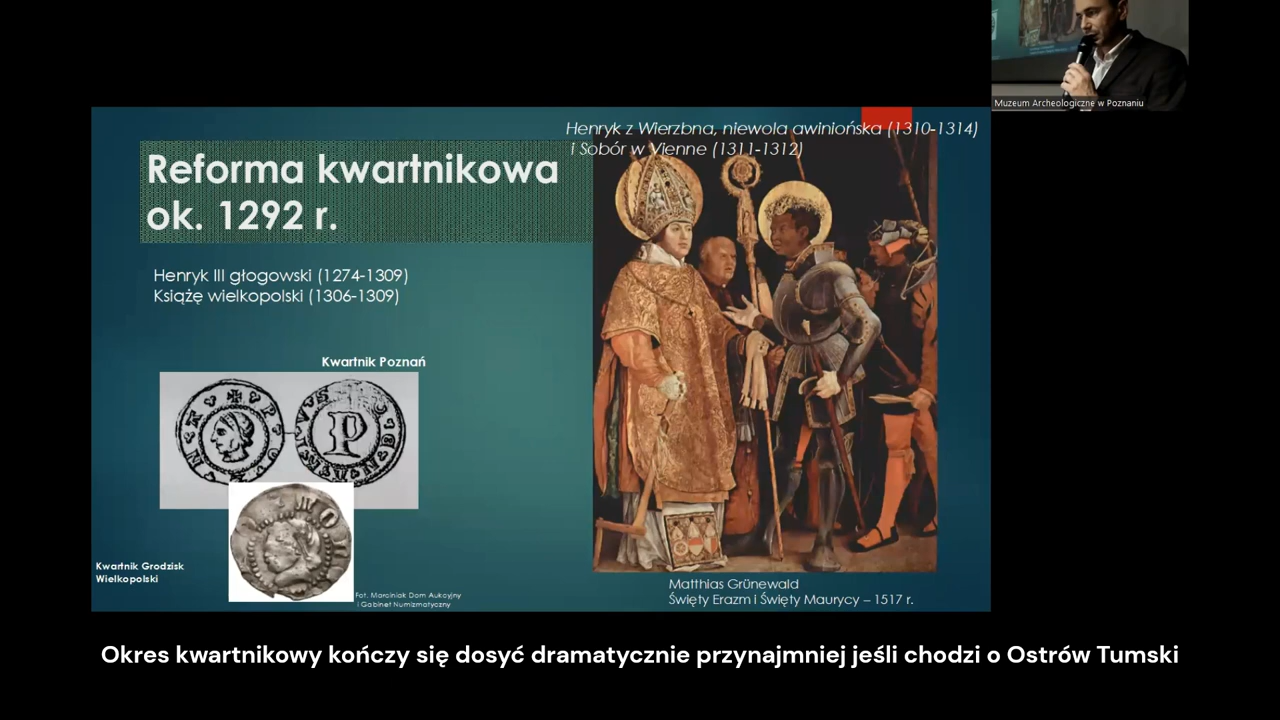 Muzeum Archeologiczne w Poznaniu
Henryk z Wierzbna, niewola awiniońska (1310-1314)
i Sobór w Vienne (1311-1312)
Reforma kwartnikowa
ok. 1292 r.
Henryk III głogowski (1274-1309)
Książę wielkopolski (1306-1309)
Kwartnik Poznań
P
Kwartnik Grodzisk
Wielkopolski
Fot. Marciniak Dom Aukcyjny
i Gabinet Numizmatyczny
Matthias Grünewald
Święty Erazm i Święty Maurycy – 1517 r.
Okres kwartnikowy kończy się dosyć dramatycznie przynajmniej jeśli chodzi o Ostrów Tumski